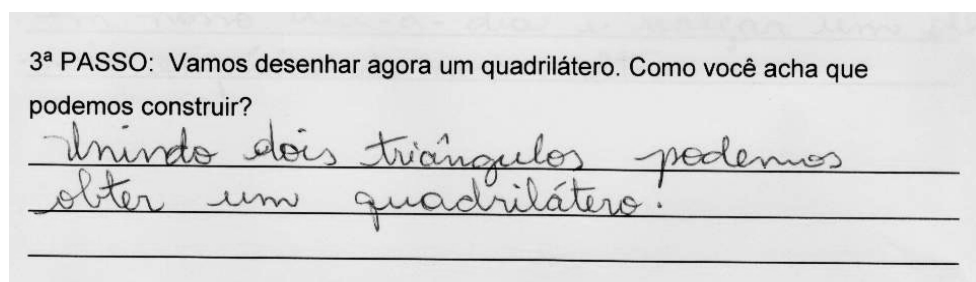 3ª PASSO: Vamos desenhar agora um quadrilátero. Como você acha que
podemos construir?
Unindo dois triângulos podemos
obter um quadrilátero.